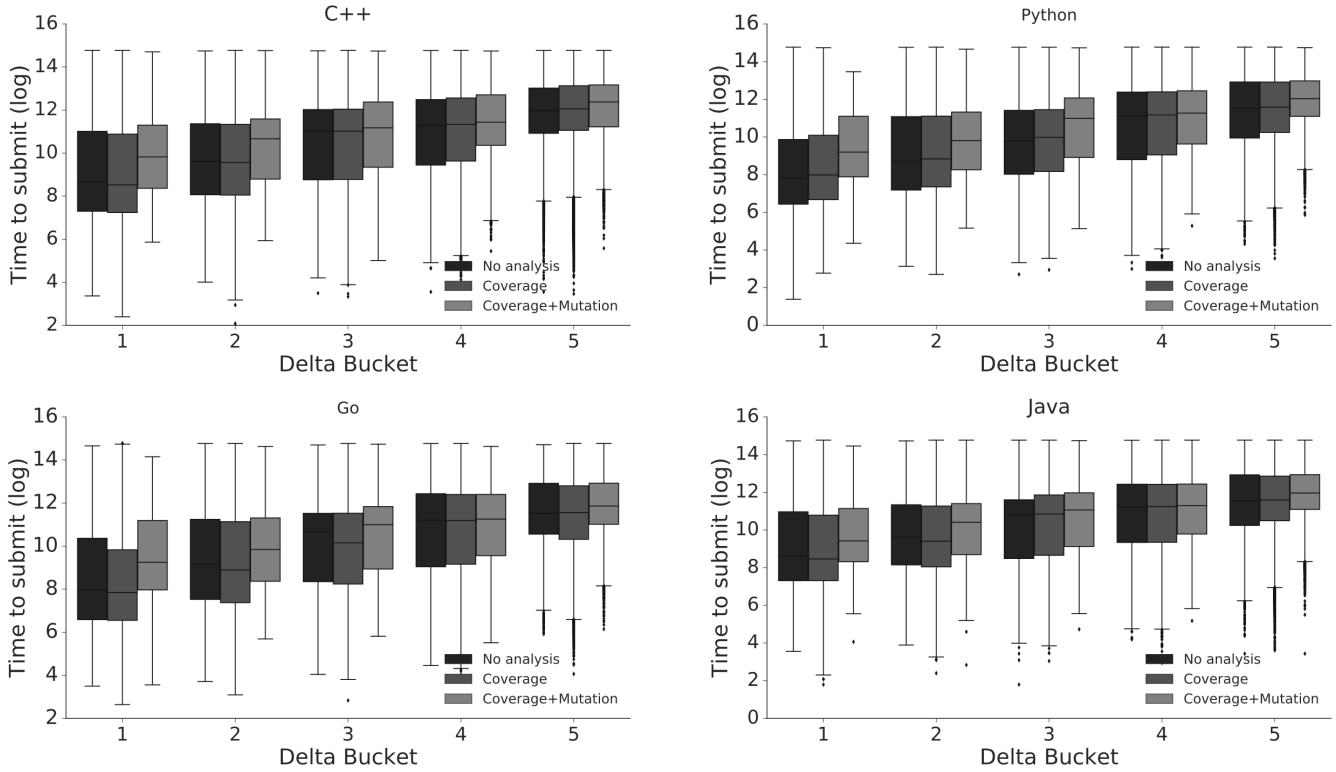 C++
16
14
12
10
8
6
4
2
Time to submit (log)
No analysis
Coverage
Coverage+Mutation
1 2 3 4 5
Delta Bucket
Python
16
14
12
10
8
6
4
2
0
Time to submit (log)
No analysis
Coverage
Coverage+Mutation
1 2 3 4 5
Delta Bucket
Go
16
14
12
10
8
6
4
2
Time to submit (log)
No analysis
Coverage
Coverage+Mutation
1 2 3 4 5
Delta Bucket
Java
16
14
12
10
8
6
4
2
0
Time to submit (log)
No analysis
Coverage
Coverage+Mutation
1 2 3 4 5
Delta Bucket